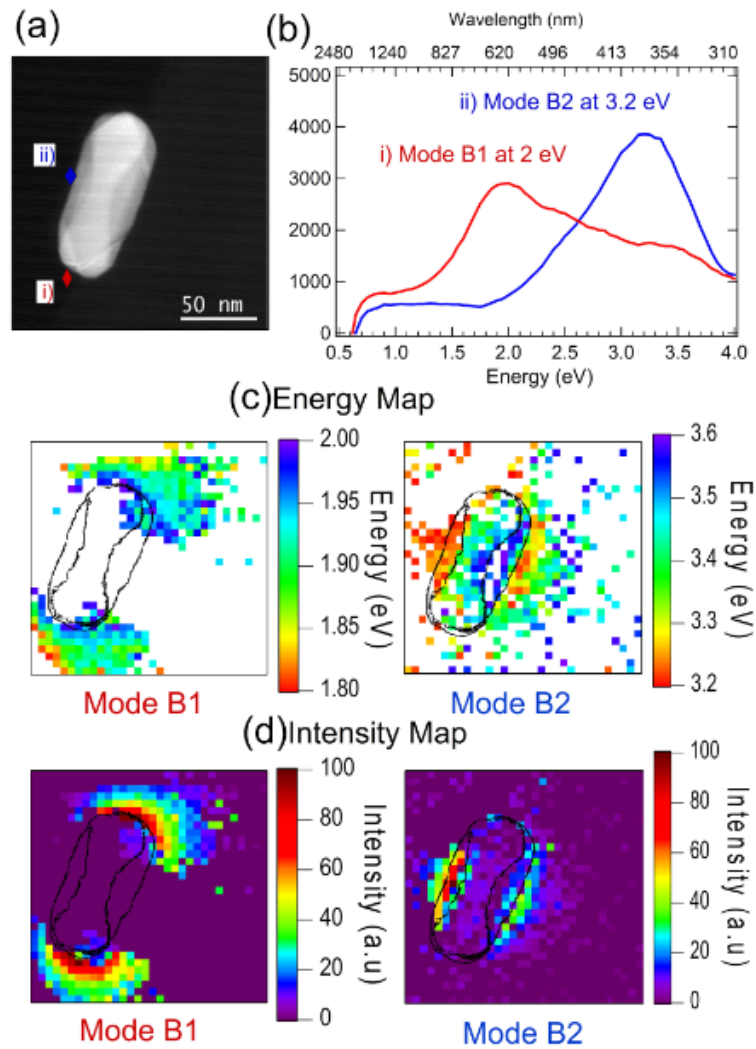 (a)
ii)
i)
50 nm
(b)
Wavelength (nm)
2480 1240 827 620 496 413 354 310
5000
4000
3000
2000
1000
0
ii) Mode B2 at 3.2 eV
i) Mode B1 at 2 eV
0.5 1.0 1.5 2.0 2.5 3.0 3.5 4.0
Energy (eV)
(c)Energy Map
2.00
1.95
1.90
1.85
1.80
Energy (eV)
Mode B1
3.6
3.5
3.4
3.3
3.2
Energy (eV)
Mode B2
(d)Intensity Map
100
80
60
40
20
0
Intensity (a.u)
Mode B1
100
80
60
40
20
0
Intensity (a.u)
Mode B2